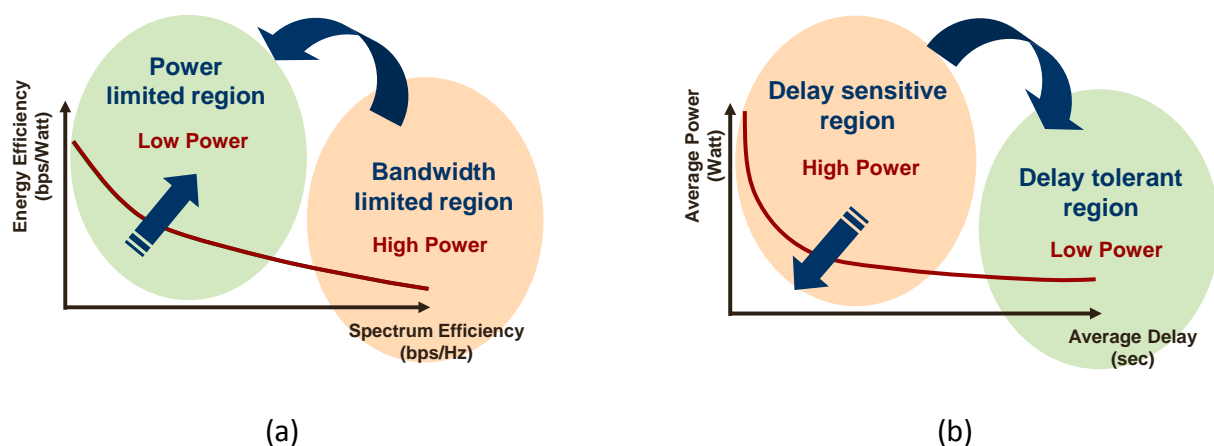 Energy Efficiency
(bps/Watt)
Power
limited region
Low Power
Bandwidth
limited region
High Power
Spectrum Efficiency
(bps/Hz)
(a)
Average Power
(Watt)
Delay sensitive
region
High Power
Delay tolerant
region
Low Power
Average Delay
(sec)
(b)